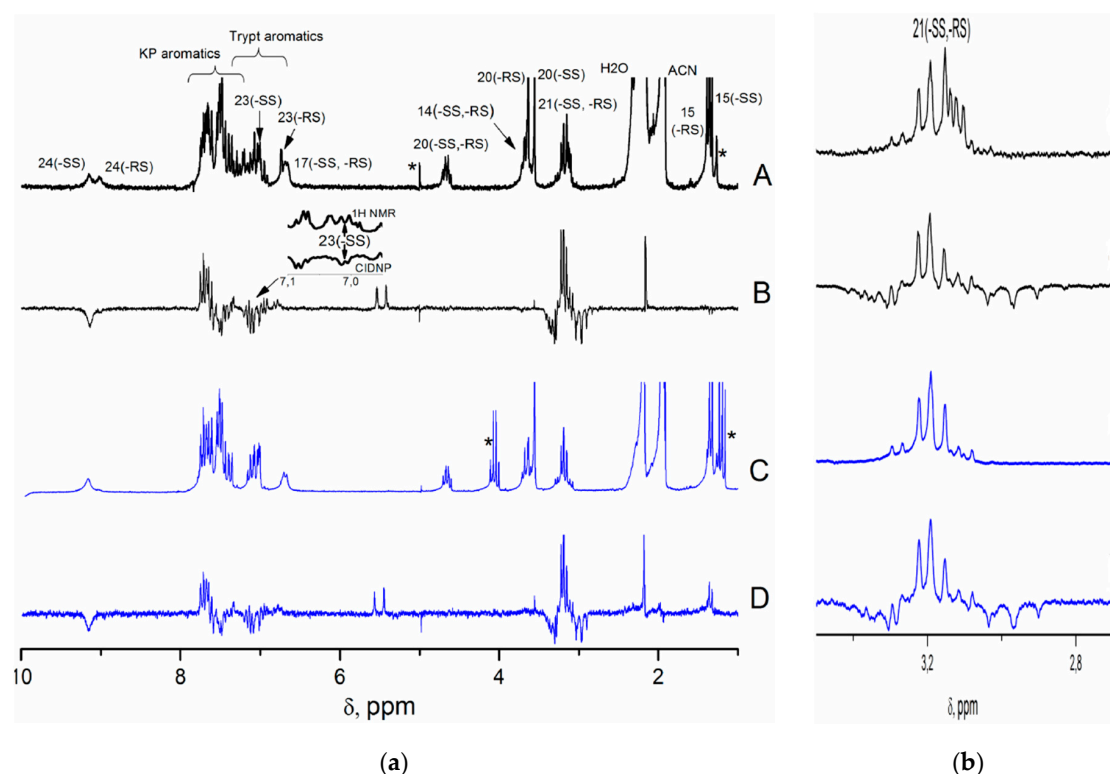 KP aromatics
Trypt aromatics
23(-SS)
23(-RS)
24(-SS)
24(-RS)
17(-SS, -RS)
*
20(-SS,-RS)
14(-SS,-RS)
20(-RS)
20(-SS)
21(-SS, -RS)
H2O
ACN
15
(-RS)
15(-SS)
*
A
1H NMR
23(-SS)
CIDNP
7,1
7,0
B
*
*
C
D
10
8
6
4
2
δ, ppm
(a)
21(-SS,-RS)
3,2
2,8
δ, ppm
(b)